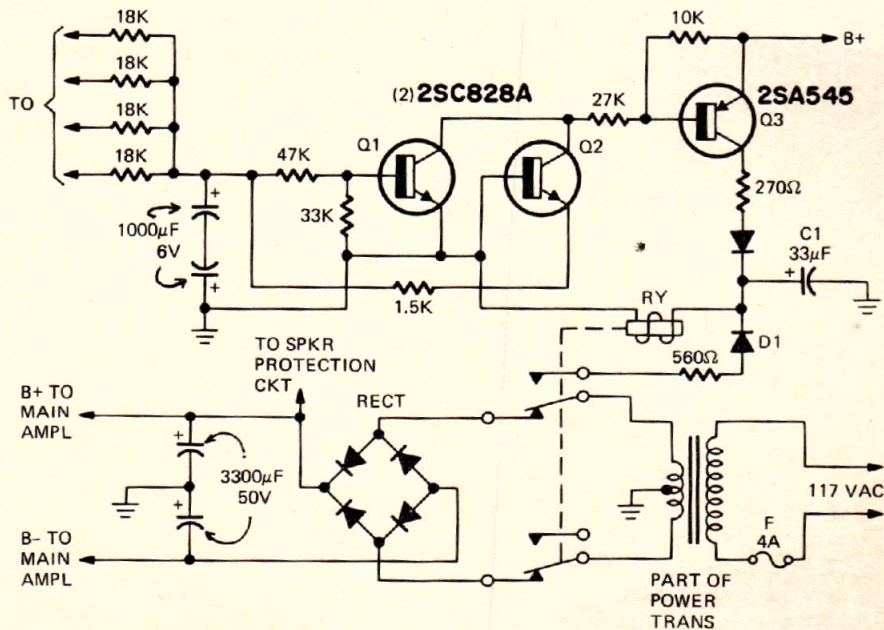 18K
10K
B+
18K
(2) 2SC828A
27K
2SA545
TO
18K
Q1
Q2
Q3
18K
47K
270Ω
+
33K
1000µF
6V
C1
33µF
+
+
1.5K
RY
D1
TO SPKR
PROTECTION
CKT
560Ω
B+ TO
MAIN
AMPL
RECT
+
3300µF
50V
117 VAC
+
F
4A
B- TO
MAIN
AMPL
PART OF
POWER
TRANS